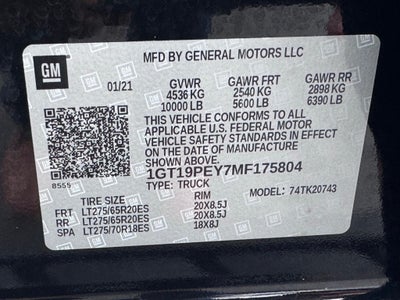 GM
MFD BY GENERAL MOTORS LLC
01/21
GVWR GAWR FRT GAWR RR
4536 KG 2540 KG 2898 KG
10000 LB 5600 LB 6390 LB
THIS VEHICLE CONFORMS TO ALL
APPLICABLE U.S. FEDERAL MOTOR
VEHICLE SAFETY STANDARDS IN EFFECT
ON THE DATE OF MANUFACTURE
SHOWN ABOVE.
8555
1GT19PEY7MF175804
TYPE: TRUCK MODEL: 74TK20743
TIRE SIZE RIM
FRT LT275/65R20ES 20X8.5J
RR LT275/65R20ES 20X8.5J
SPA LT275/70R18ES 18X8J